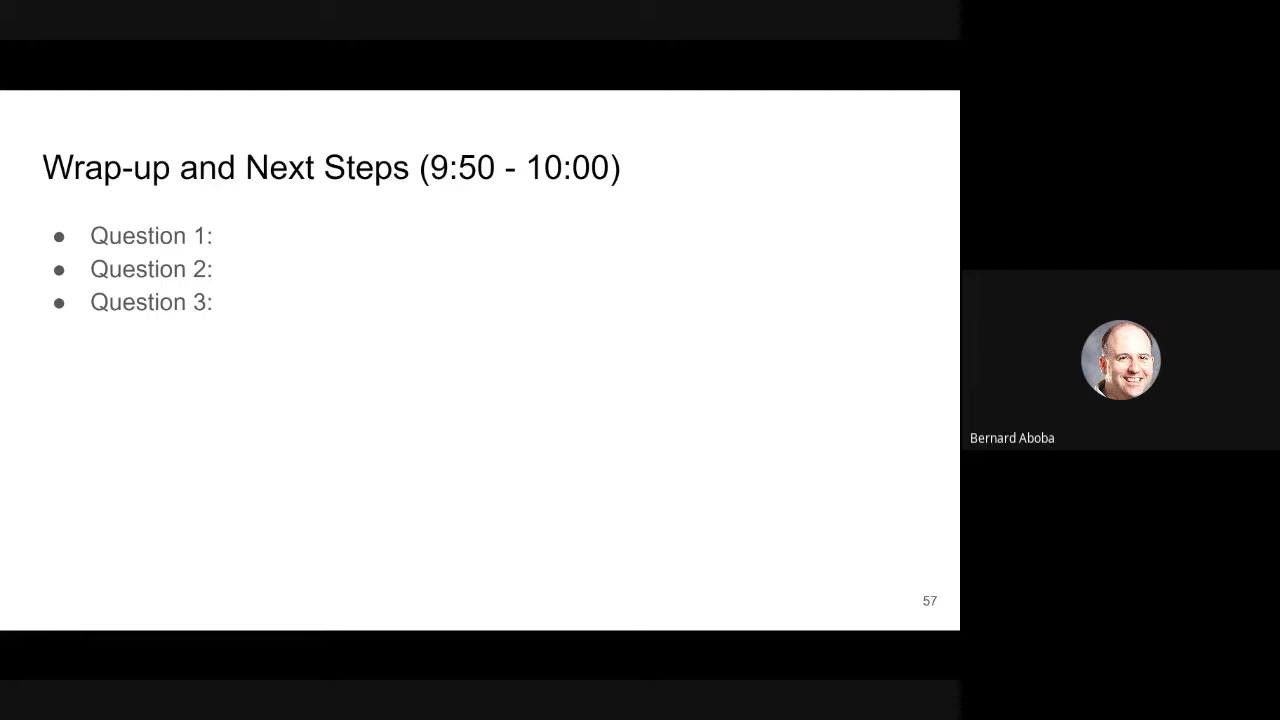 Wrap-up and Next Steps (9:50 - 10:00)
● Question 1:
● Question 2:
● Question 3:
57
Bernard Aboba